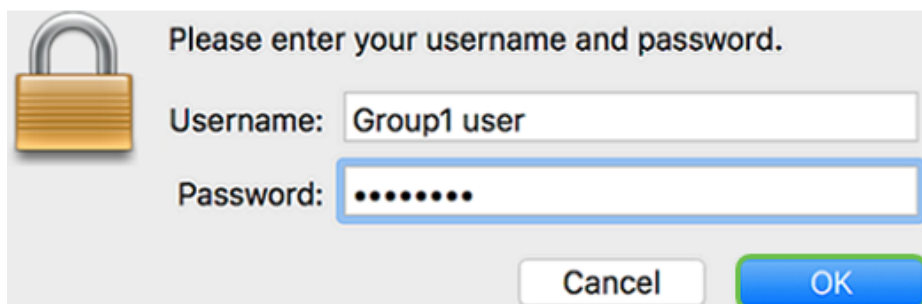 Please enter your username and password.
Username: Group1 user
Password: ••••••••
Cancel OK